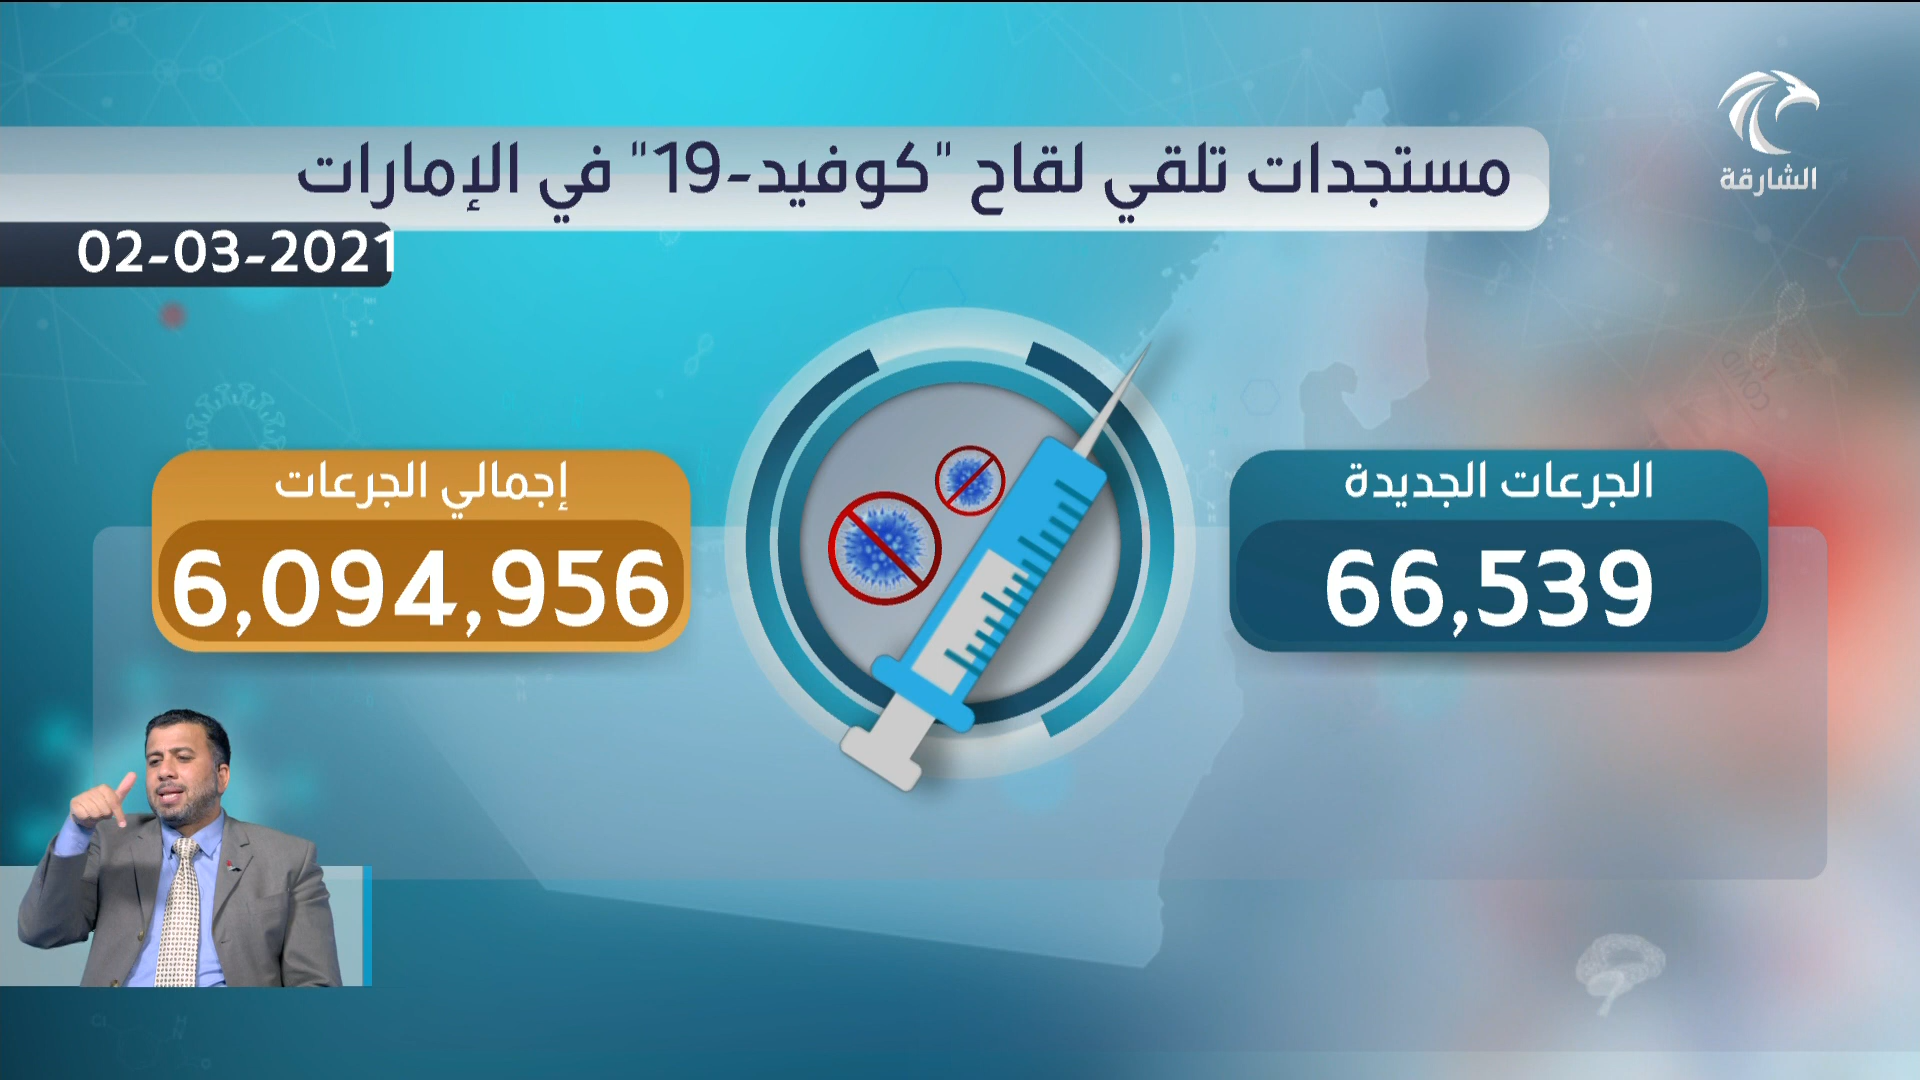 الشارقة
مستجدات تلقي لقاح "كوفيد-19" في الإمارات
02-03-2021
الجرعات الجديدة
66,539
إجمالي الجرعات
6,094,956